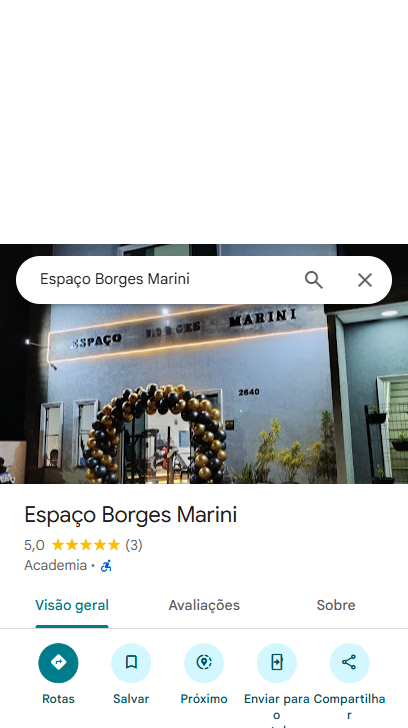 Espaço Borges Marini
ESPAÇO BORGES MARINI
2640
Espaço Borges Marini
5,0 ★★★★★ (3)
Academia ·
Visão geral Avaliações Sobre
Rotas Salvar Próximo Enviar para o Compartilhar